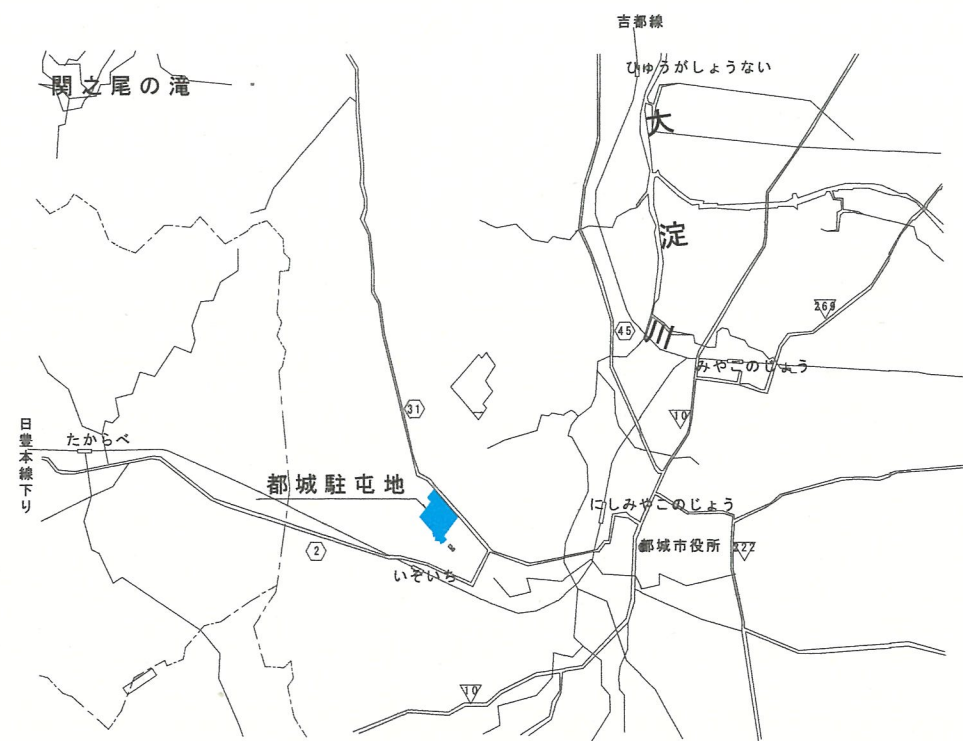 吉都線
ひゅうがしょうない
関之尾の滝
大
淀
川
269
45
みやこのじょう
31
10
日豊本線下り
たからべ
都城駐屯地
にしみやこのじょう
都城市役所
222
2
いそいち
10